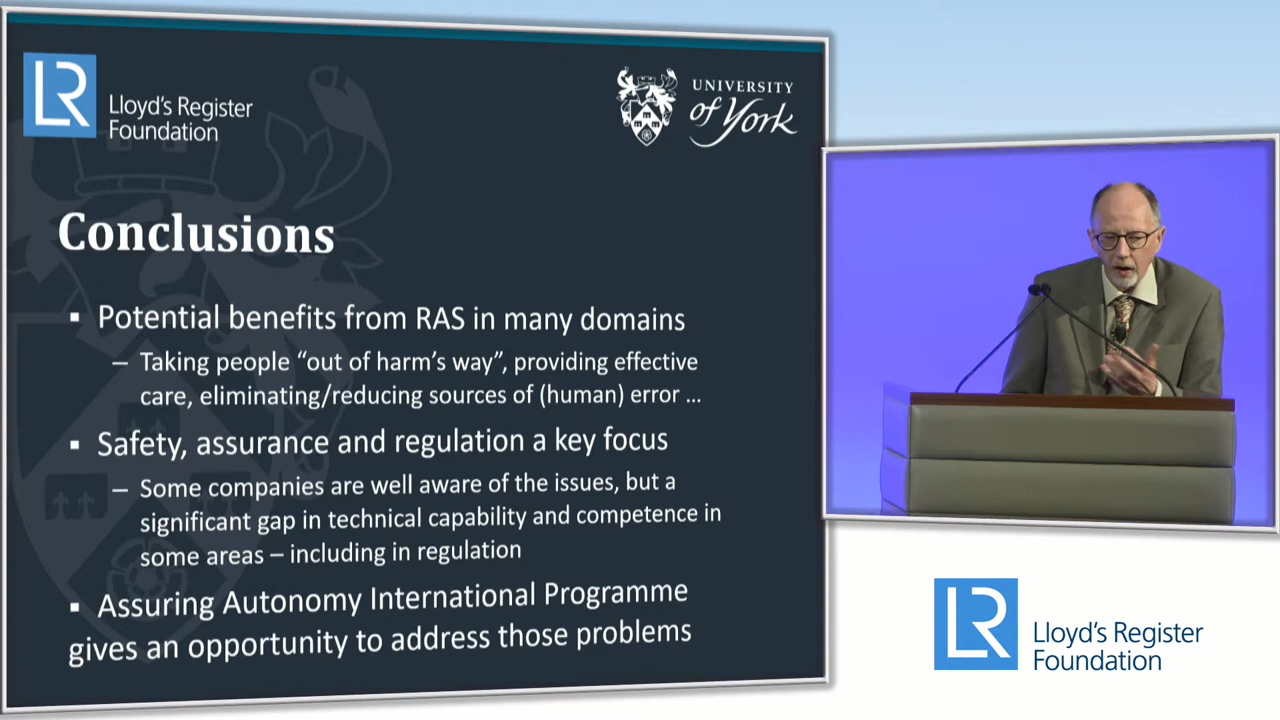 LR
Lloyd's Register
Foundation
UNIVERSITY
of York
Conclusions
▪ Potential benefits from RAS in many domains
– Taking people “out of harm’s way”, providing effective
care, eliminating/reducing sources of (human) error …
▪ Safety, assurance and regulation a key focus
– Some companies are well aware of the issues, but a
significant gap in technical capability and competence in
some areas – including in regulation
▪ Assuring Autonomy International Programme
gives an opportunity to address those problems
LR
Lloyd's Register
Foundation